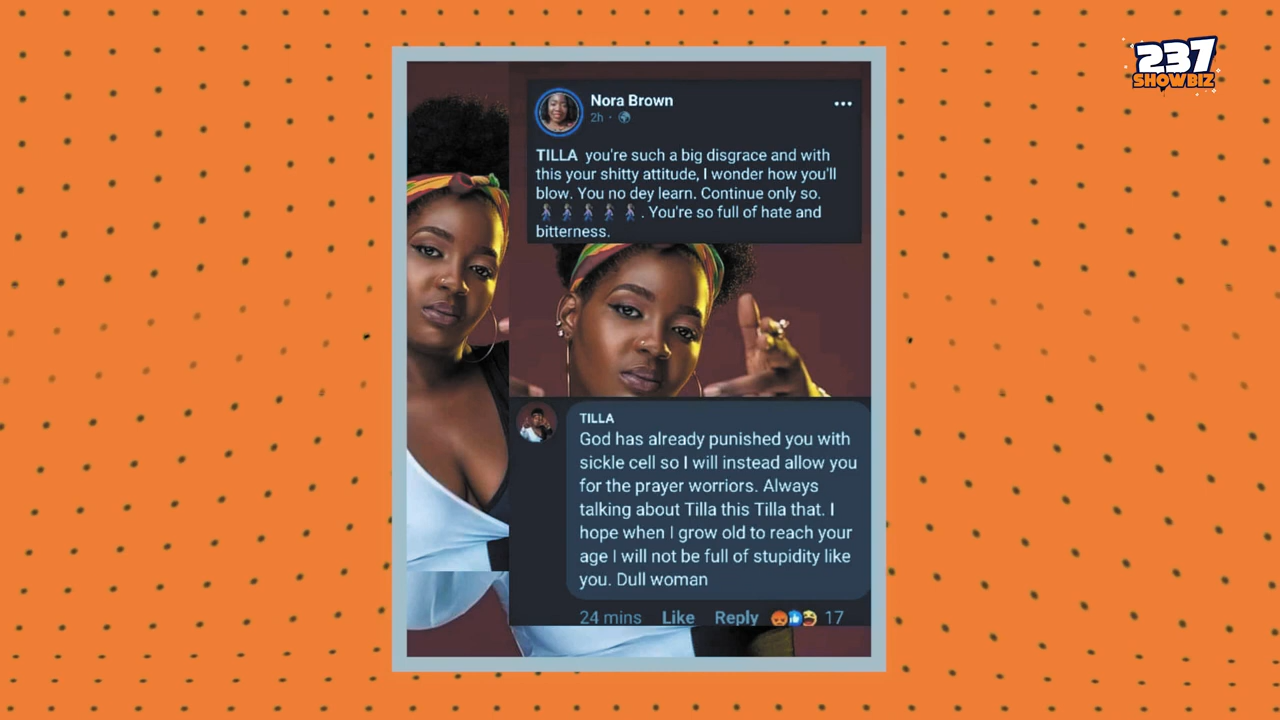 237
SHOWBIZ
Nora Brown
2h ·
TILLA you're such a big disgrace and with
this your shitty attitude, I wonder how you'll
blow. You no dey learn. Continue only so.
🚶🏿‍♀️🚶🏿‍♀️🚶🏿‍♀️🚶🏿‍♀️🚶🏿‍♀️. You're so full of hate and
bitterness.
TILLA
God has already punished you with
sickle cell so I will instead allow you
for the prayer worriors. Always
talking about Tilla this Tilla that. I
hope when I grow old to reach your
age I will not be full of stupidity like
you. Dull woman
24 mins Like Reply 17